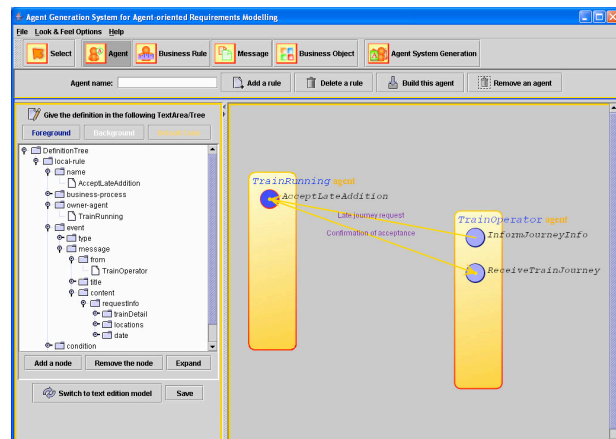 Agent Generation System for Agent-oriented Requirements Modelling
File Look & Feel Options Help
Select Agent Business Rule Message Business Object Agent System Generation
Agent name: Add a rule Delete a rule Build this agent Remove an agent
Give the definition in the following TextArea/Tree
Foreground Background
DefinitionTree
local-rule
name
AcceptLateAddition
business-process
owner-agent
TrainRunning
event
type
message
from
TrainOperator
title
content
requestInfo
trainDetail
locations
date
condition
Add a node Remove the node Expand
Switch to text edition model Save
TrainRunning agent
AcceptLateAddition
Late journey request
Confirmation of acceptance
TrainOperator agent
InformJourneyInfo
ReceiveTrainJourney